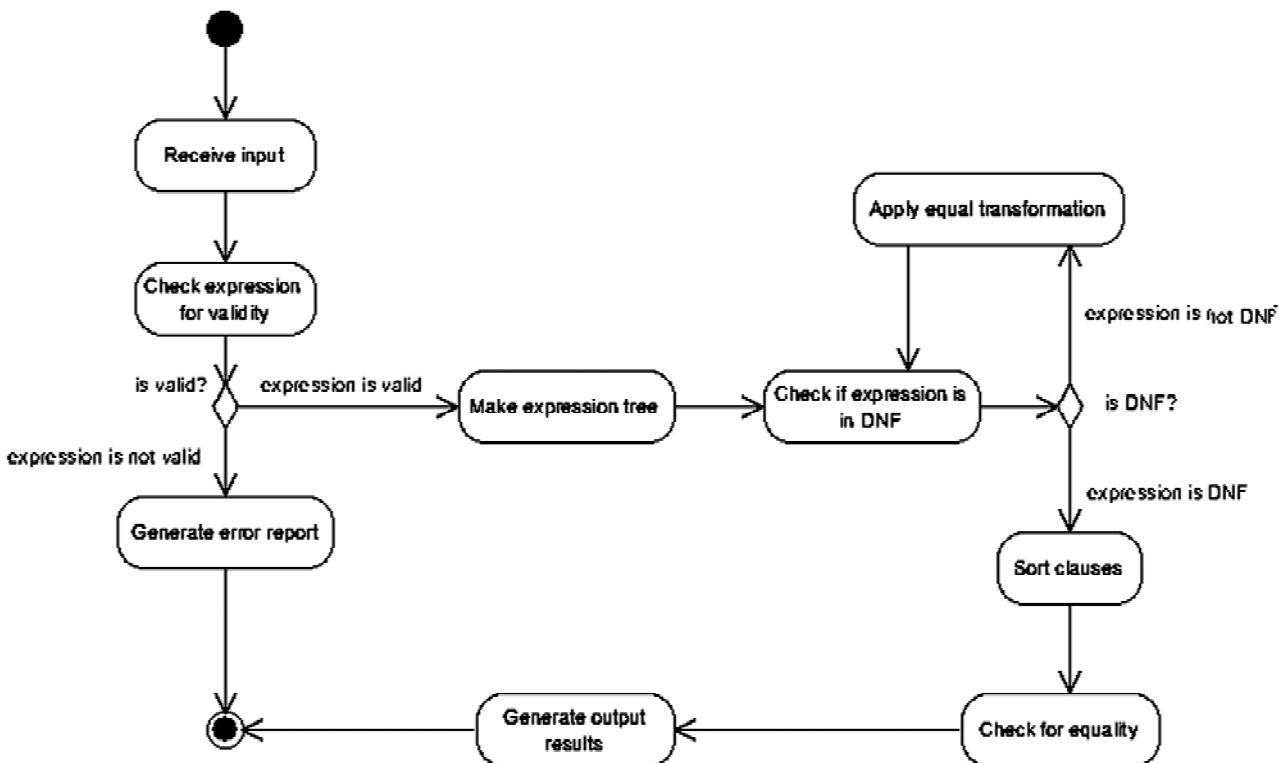 Receive input
Apply equal transformation
Check expression
for validity
expression is not DNF
is valid?
expression is valid
Make expression tree
Check if expression is
in DNF
is DNF?
expression is not valid
expression is DNF
Generate error report
Sort clauses
Generate output
results
Check for equality